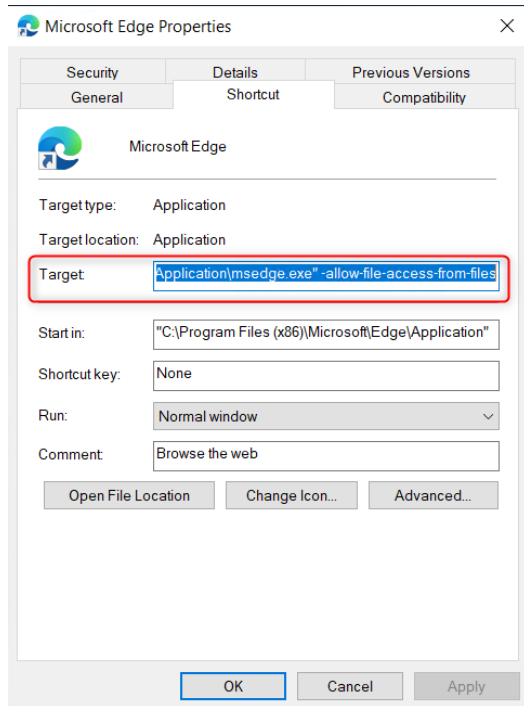 Microsoft Edge Properties
Security Details Previous Versions
General Shortcut Compatibility
Microsoft Edge
Target type: Application
Target location: Application
Target: Application\msedge.exe" -allow-file-access-from-files
Start in: "C:\Program Files (x86)\Microsoft\Edge\Application"
Shortcut key: None
Run: Normal window
Comment: Browse the web
Open File Location Change Icon... Advanced...
OK Cancel Apply